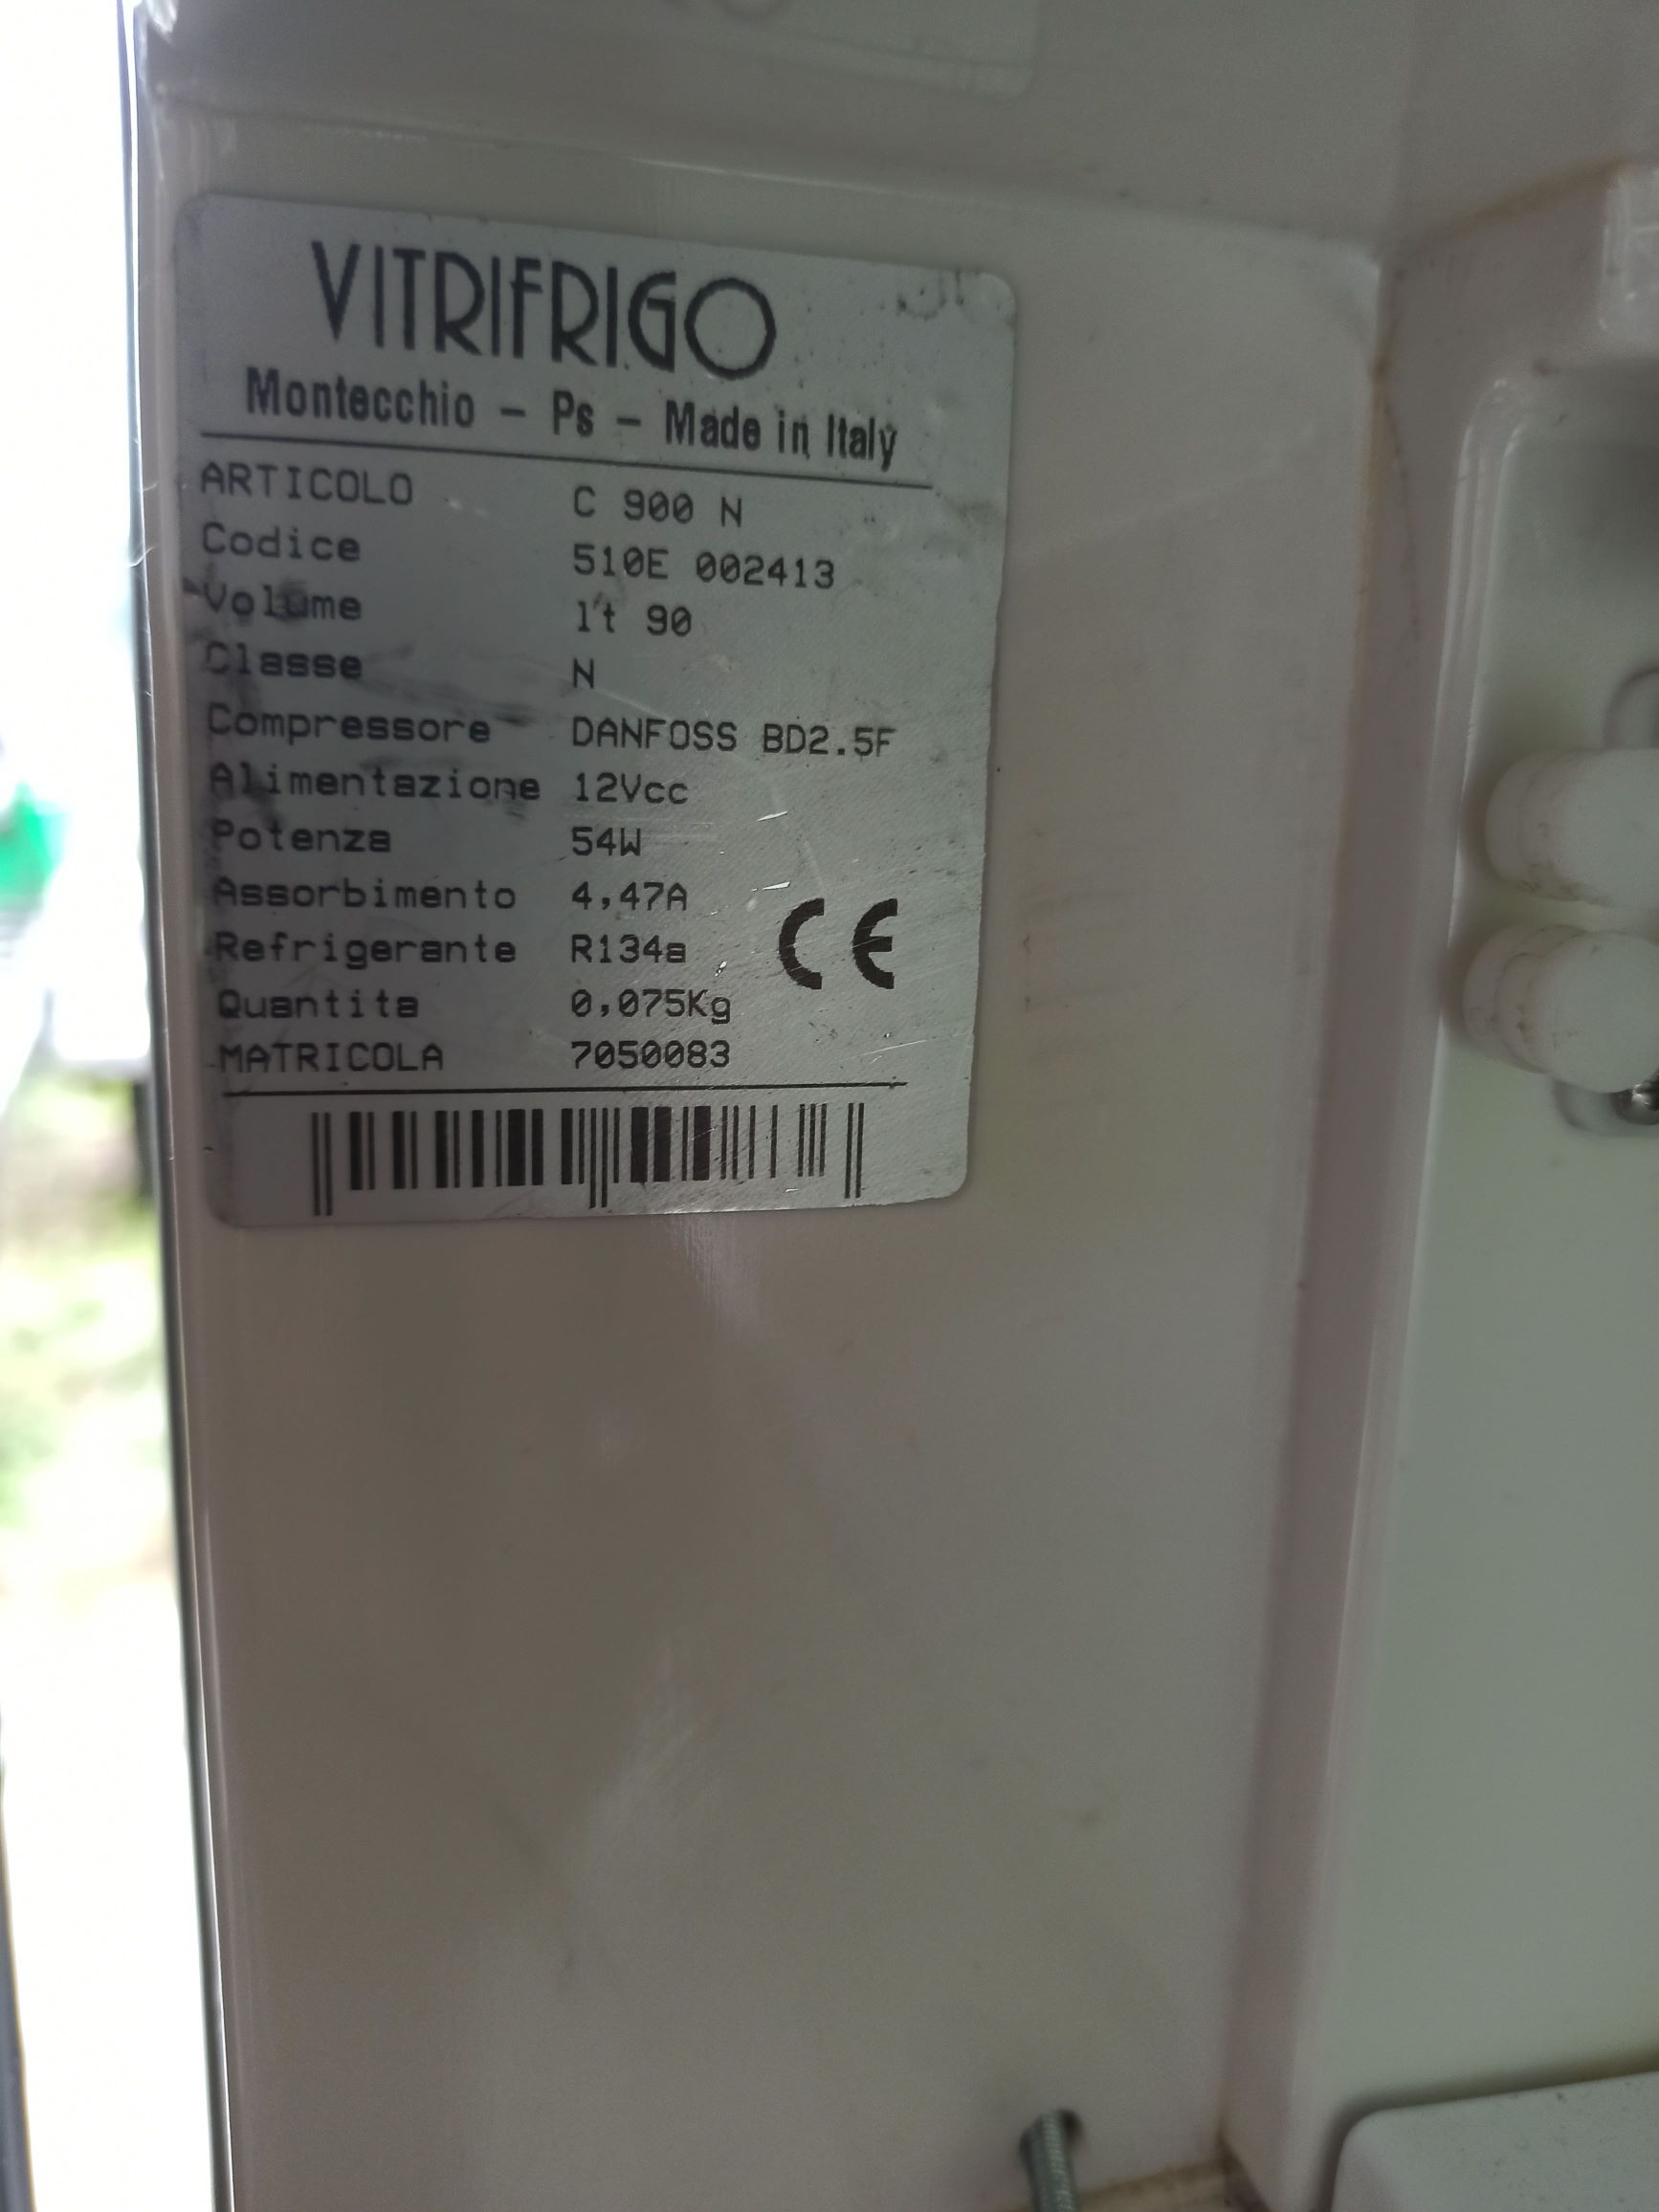 VITRIFRIGO
Montecchio - Ps - Made in Italy
ARTICOLO C 900 N
Codice 510E 002413
Volume lt 90
Classe N
Compressore DANFOSS BD2.5F
Alimentazione 12Vcc
Potenza 54W
Assorbimento 4,47A
Refrigerante R134a
Quantita 0,075Kg
MATRICOLA 7050083
CE